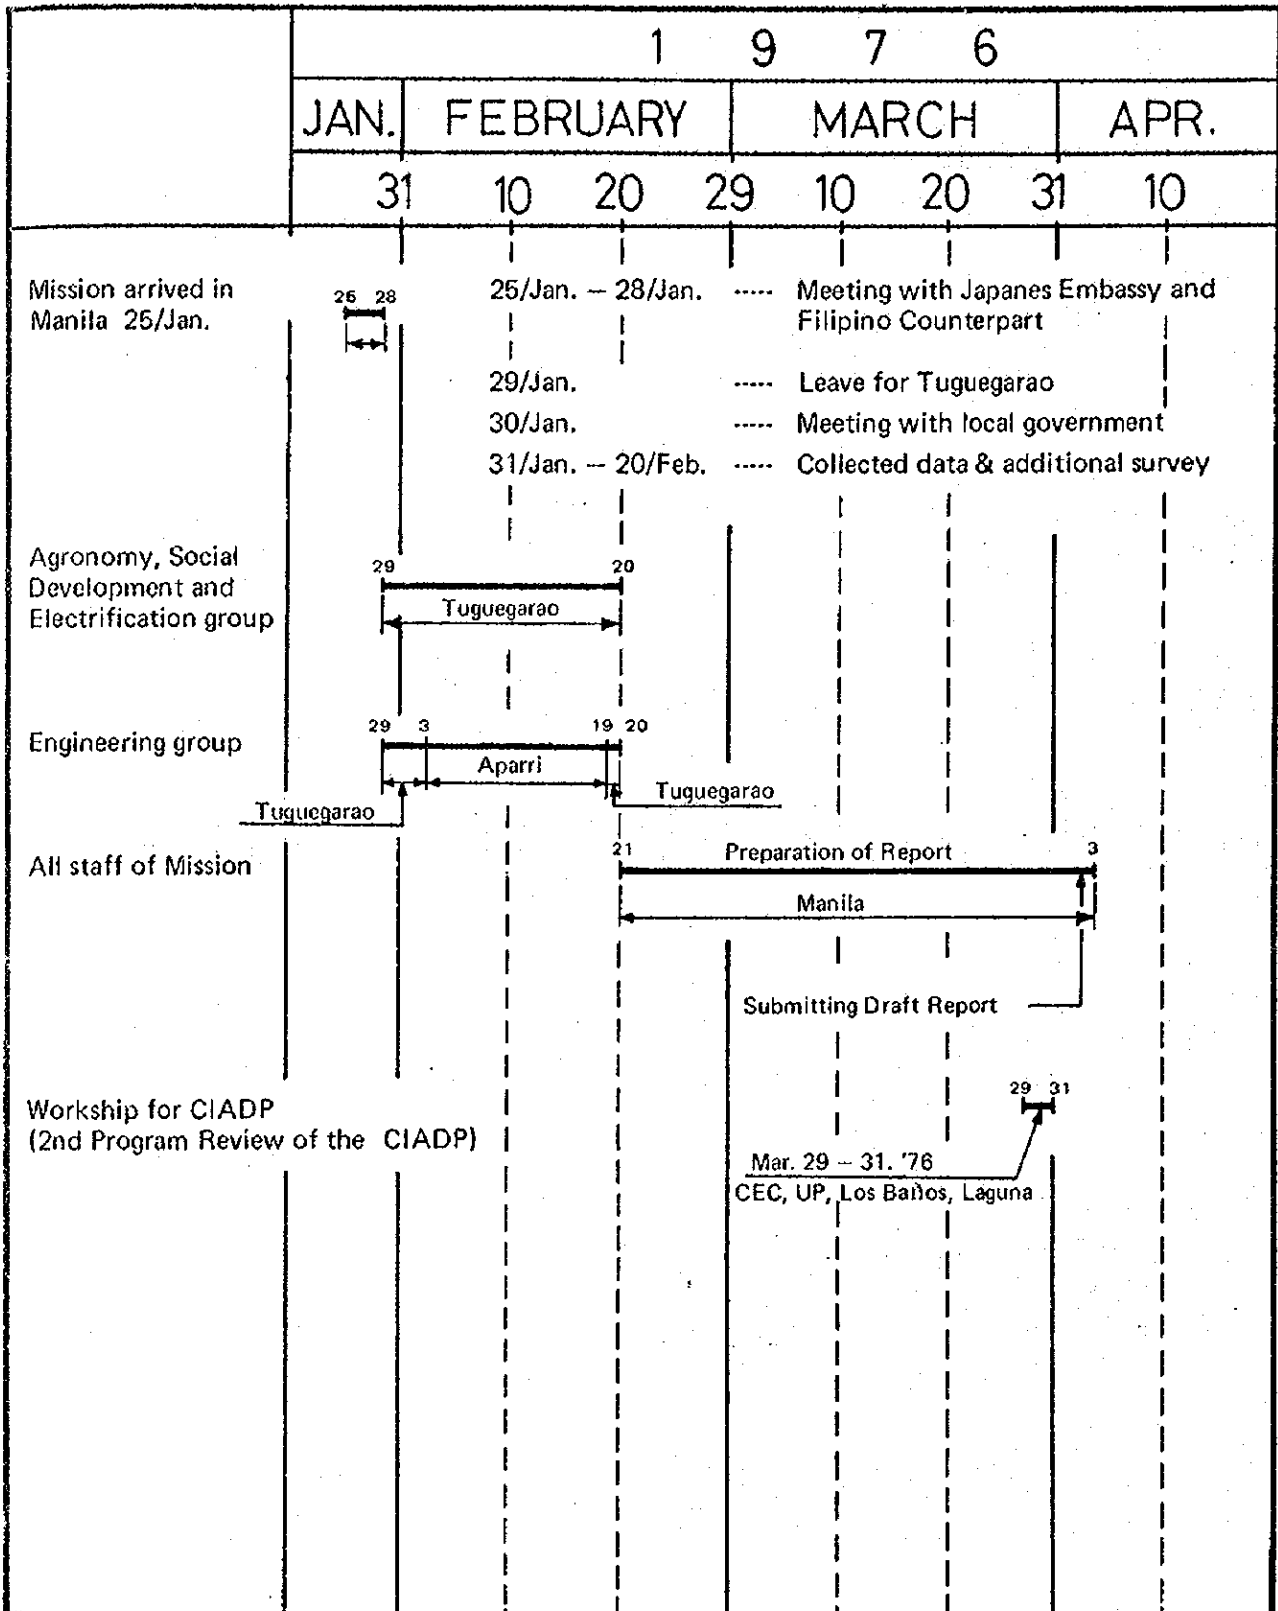 1 9 7 6
JAN. FEBRUARY MARCH APR.
31 10 20 29 10 20 31 10
Mission arrived in
Manila 25/Jan.
25 28
25/Jan. – 28/Jan. ----- Meeting with Japanes Embassy and
Filipino Counterpart
29/Jan. ----- Leave for Tuguegarao
30/Jan. ----- Meeting with local government
31/Jan. – 20/Feb. ----- Collected data & additional survey
Agronomy, Social
Development and
Electrification group
29 20
Tuguegarao
Engineering group
29 3 19 20
Aparri
Tuguegarao
Tuguegarao
All staff of Mission
21 Preparation of Report 3
Manila
Submitting Draft Report
Workship for CIADP
(2nd Program Review of the CIADP)
29 31
Mar. 29 – 31. '76
CEC, UP, Los Baños, Laguna